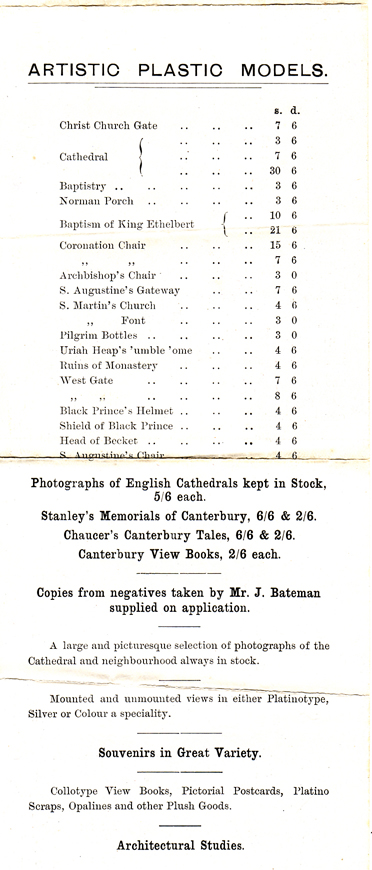 ARTISTIC PLASTIC MODELS.
s. d.
Christ Church Gate .. .. .. 7 6
.. .. .. 3 6
Cathedral { .. .. .. 7 6
.. .. .. 30 6
Baptistry .. .. .. .. 3 6
Norman Porch .. .. .. .. 3 6
Baptism of King Ethelbert { .. 10 6
.. 21 6
Coronation Chair .. .. .. 15 6
„ „ .. .. .. 7 6
Archbishop's Chair .. .. .. 3 0
S. Augustine's Gateway .. .. 7 6
S. Martin's Church .. .. .. 4 6
„ Font .. .. .. 3 0
Pilgrim Bottles .. .. .. .. 3 0
Uriah Heap's 'umble 'ome .. .. 4 6
Ruins of Monastery .. .. .. 4 6
West Gate .. .. .. .. 7 6
„ „ .. .. .. .. 8 6
Black Prince's Helmet .. .. .. 4 6
Shield of Black Prince .. .. .. 4 6
Head of Becket .. .. .. .. 4 6
S. Augustine's Chair .. .. .. 4 6
Photographs of English Cathedrals kept in Stock,
5/6 each.
Stanley's Memorials of Canterbury, 6/6 & 2/6.
Chaucer's Canterbury Tales, 6/6 & 2/6.
Canterbury View Books, 2/6 each.
Copies from negatives taken by Mr. J. Bateman
supplied on application.
A large and picturesque selection of photographs of the
Cathedral and neighbourhood always in stock.
Mounted and unmounted views in either Platinotype,
Silver or Colour a speciality.
Souvenirs in Great Variety.
Collotype View Books, Pictorial Postcards, Platino
Scraps, Opalines and other Plush Goods.
Architectural Studies.